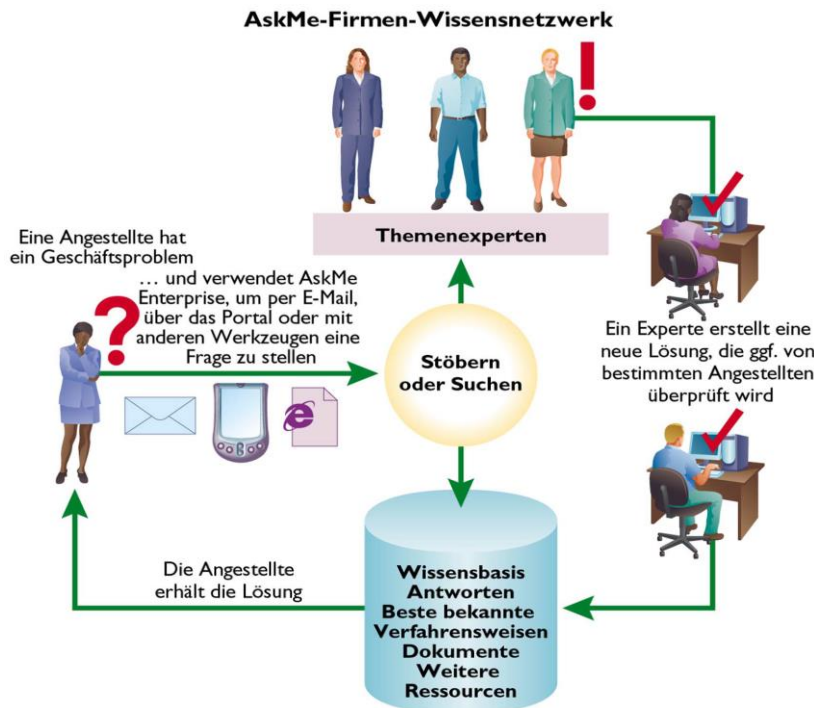 AskMe-Firmen-Wissensnetzwerk
Themenexperten
Eine Angestellte hat
ein Geschäftsproblem
... und verwendet AskMe
Enterprise, um per E-Mail,
über das Portal oder mit
anderen Werkzeugen eine
Frage zu stellen
Stöbern
oder Suchen
Ein Experte erstellt eine
neue Lösung, die ggf. von
bestimmten Angestellten
überprüft wird
Die Angestellte
erhält die Lösung
Wissensbasis
Antworten
Beste bekannte
Verfahrensweisen
Dokumente
Weitere
Ressourcen